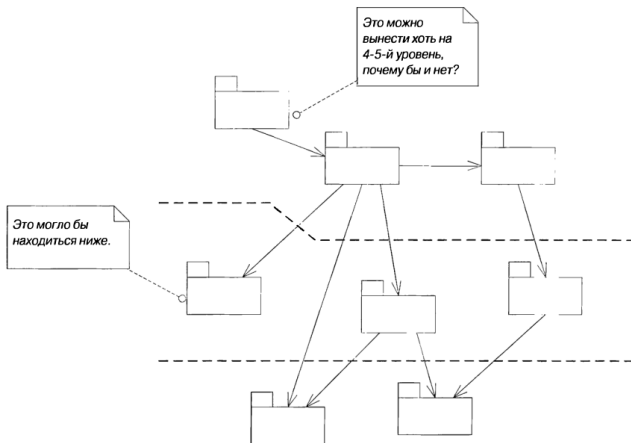 Это можно
вынести хоть на
4-5-й уровень,
почему бы и нет?
Это могло бы
находиться ниже.